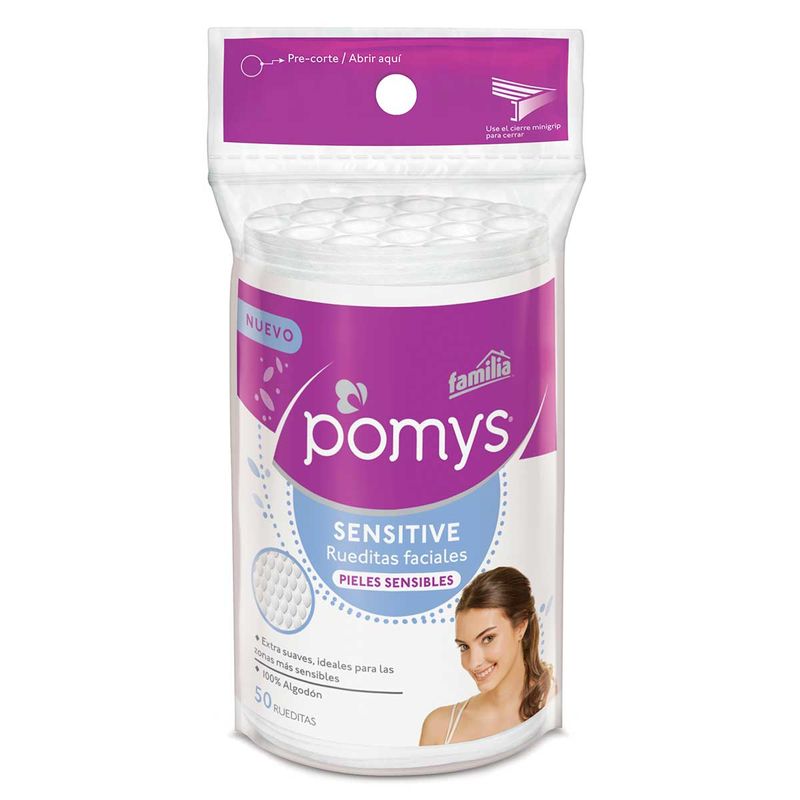 Pre-corte / Abrir aquí
Use el cierre minigrip
para cerrar
NUEVO
familia
pomys®
SENSITIVE
Rueditas faciales
PIELES SENSIBLES
Extra suaves, ideales para las
zonas más sensibles
100% Algodón
50 RUEDITAS